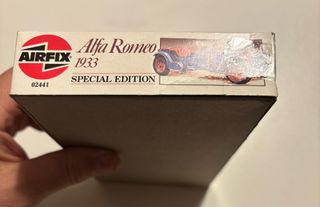 AIRFIX
02441
Alfa Romeo
1933
SPECIAL EDITION